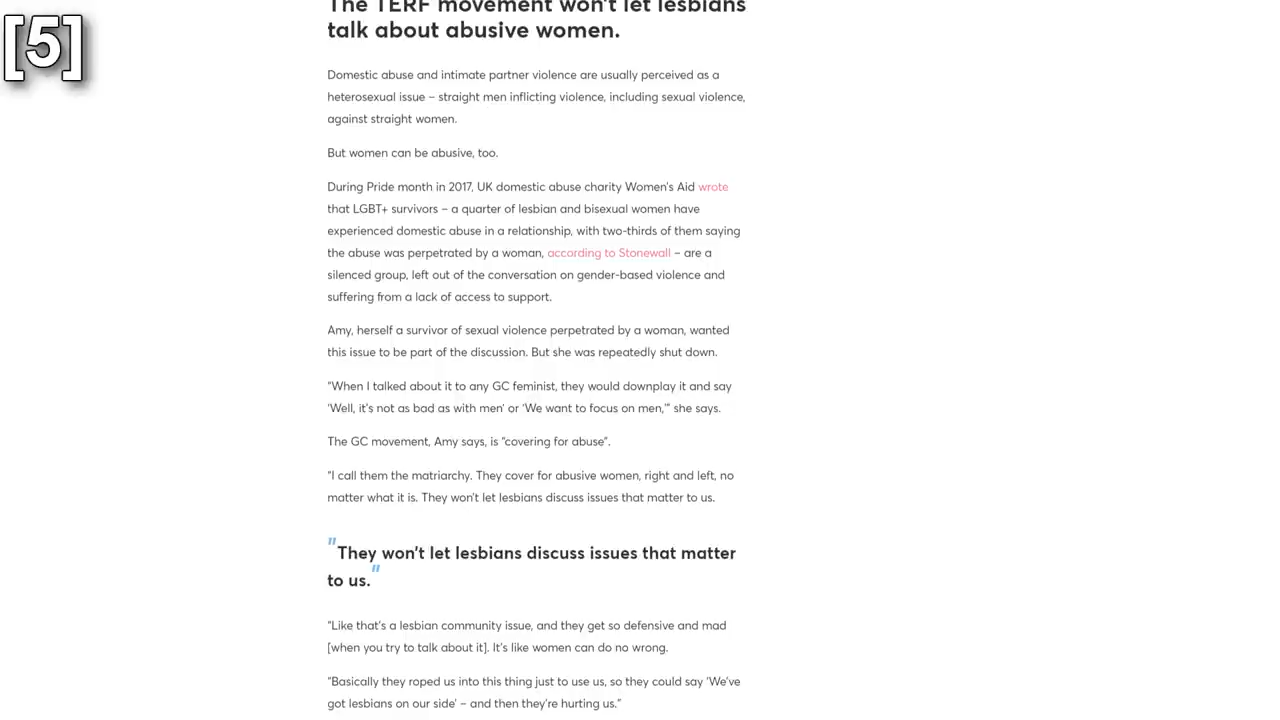 [5]
The TERF movement won't let lesbians
talk about abusive women.
Domestic abuse and intimate partner violence are usually perceived as a
heterosexual issue – straight men inflicting violence, including sexual violence,
against straight women.
But women can be abusive, too.
During Pride month in 2017, UK domestic abuse charity Women's Aid wrote
that LGBT+ survivors – a quarter of lesbian and bisexual women have
experienced domestic abuse in a relationship, with two-thirds of them saying
the abuse was perpetrated by a woman, according to Stonewall – are a
silenced group, left out of the conversation on gender-based violence and
suffering from a lack of access to support.
Amy, herself a survivor of sexual violence perpetrated by a woman, wanted
this issue to be part of the discussion. But she was repeatedly shut down.
“When I talked about it to any GC feminist, they would downplay it and say
‘Well, it's not as bad as with men’ or ‘We want to focus on men,’” she says.
The GC movement, Amy says, is “covering for abuse”.
“I call them the matriarchy. They cover for abusive women, right and left, no
matter what it is. They won't let lesbians discuss issues that matter to us.
"They won't let lesbians discuss issues that matter
to us."
“Like that's a lesbian community issue, and they get so defensive and mad
[when you try to talk about it]. It's like women can do no wrong.
“Basically they roped us into this thing just to use us, so they could say ‘We've
got lesbians on our side’ – and then they're hurting us.”